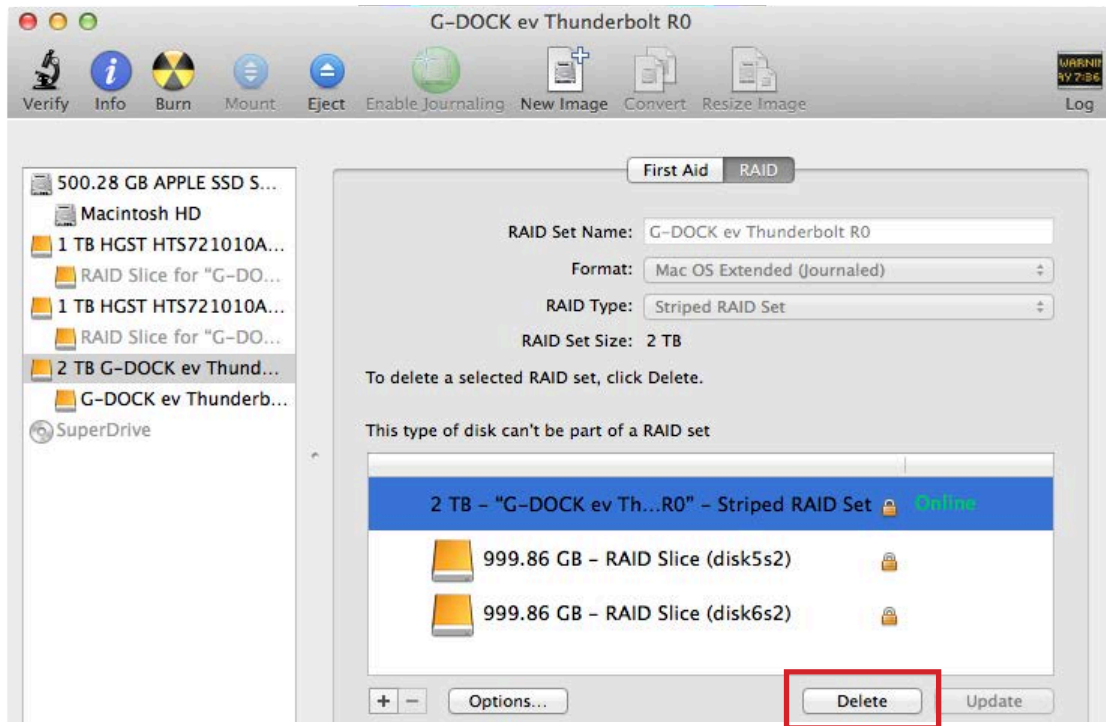 G-DOCK ev Thunderbolt R0
Verify Info Burn Mount Eject Enable Journaling New Image Convert Resize Image Log
WARNIN
AY 7:36
500.28 GB APPLE SSD S...
Macintosh HD
1 TB HGST HTS721010A...
RAID Slice for "G-DO...
1 TB HGST HTS721010A...
RAID Slice for "G-DO...
2 TB G-DOCK ev Thund...
G-DOCK ev Thunderb...
SuperDrive
First Aid RAID
RAID Set Name: G-DOCK ev Thunderbolt R0
Format: Mac OS Extended (Journaled)
RAID Type: Striped RAID Set
RAID Set Size: 2 TB
To delete a selected RAID set, click Delete.
This type of disk can't be part of a RAID set
2 TB – “G-DOCK ev Th...R0” – Striped RAID Set Online
999.86 GB – RAID Slice (disk5s2)
999.86 GB – RAID Slice (disk6s2)
+ − Options... Delete Update